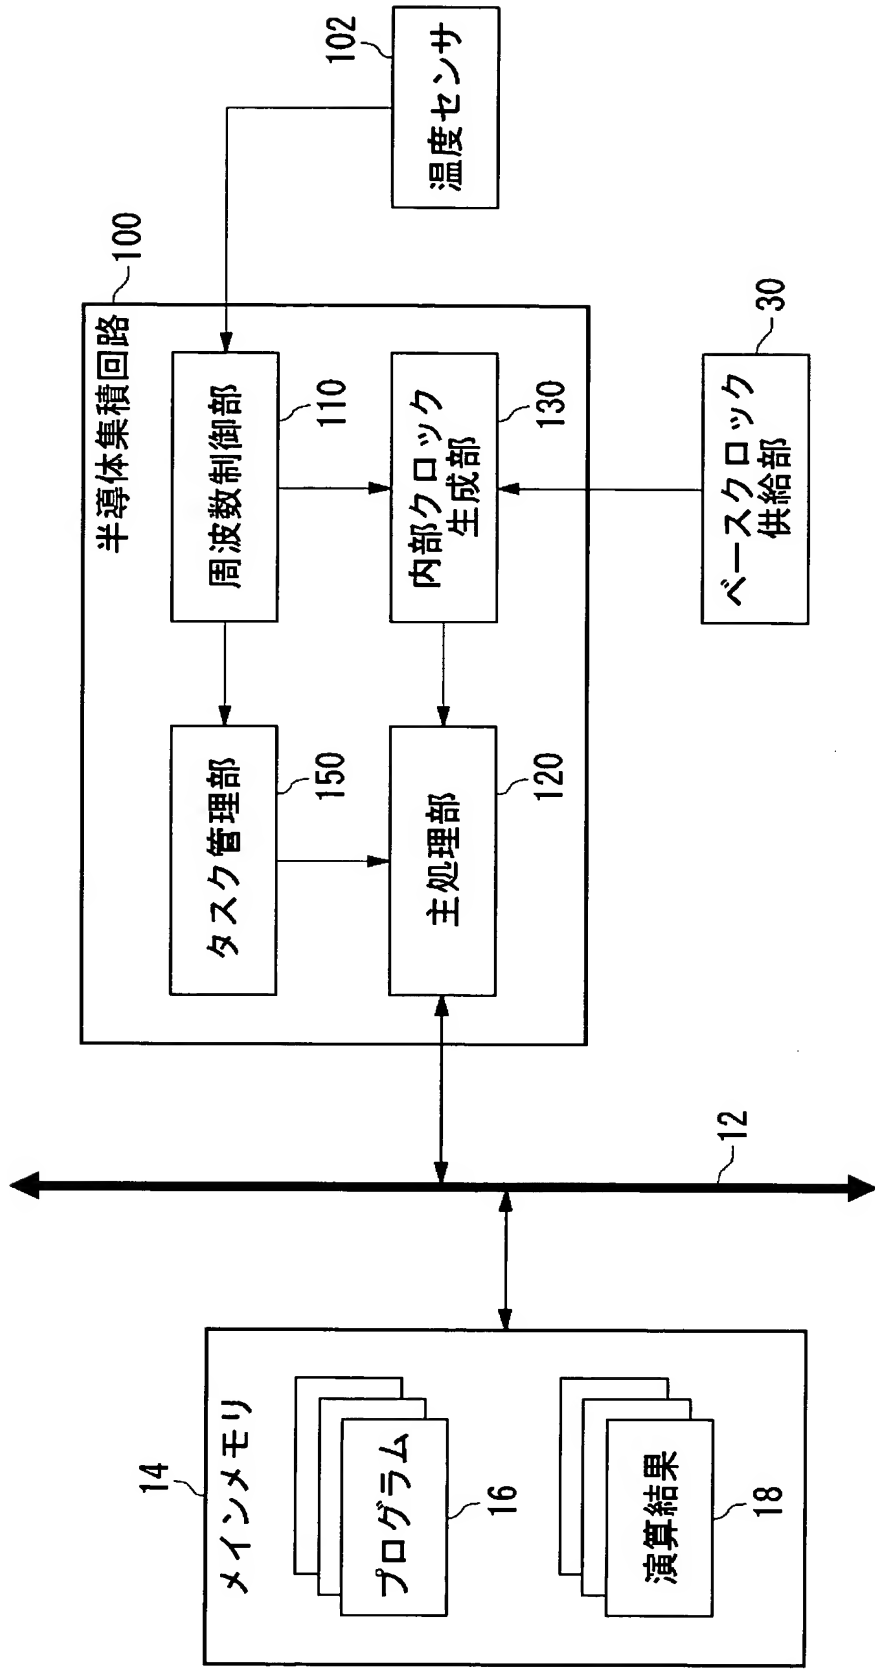 メインメモリ
14
プログラム
16
演算結果
18
12
半導体集積回路
100
タスク管理部
150
周波数制御部
110
主処理部
120
内部クロック
生成部
130
温度センサ
102
ベースクロック
供給部
30